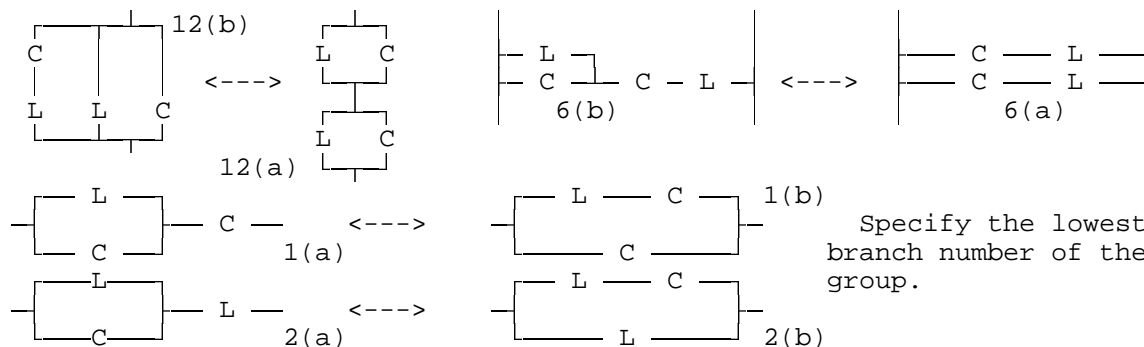 12(b)
C
L
C
L
C
<--->
C
L
<--->
C
L
L
L
C
C
L
6(b)
6(a)
L
C
12(a)
L
L
C
1(b)
C
<--->
Specify the lowest
C
1(a)
C
branch number of the
L
L
C
group.
L
<--->
C
2(a)
L
2(b)